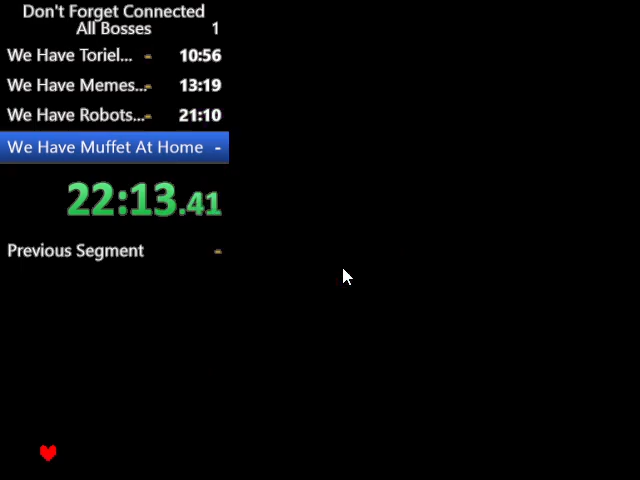 Don't Forget Connected
All Bosses 1
We Have Toriel... - 10:56
We Have Memes... - 13:19
We Have Robots... - 21:10
We Have Muffet At Home -
22:13.41
Previous Segment -